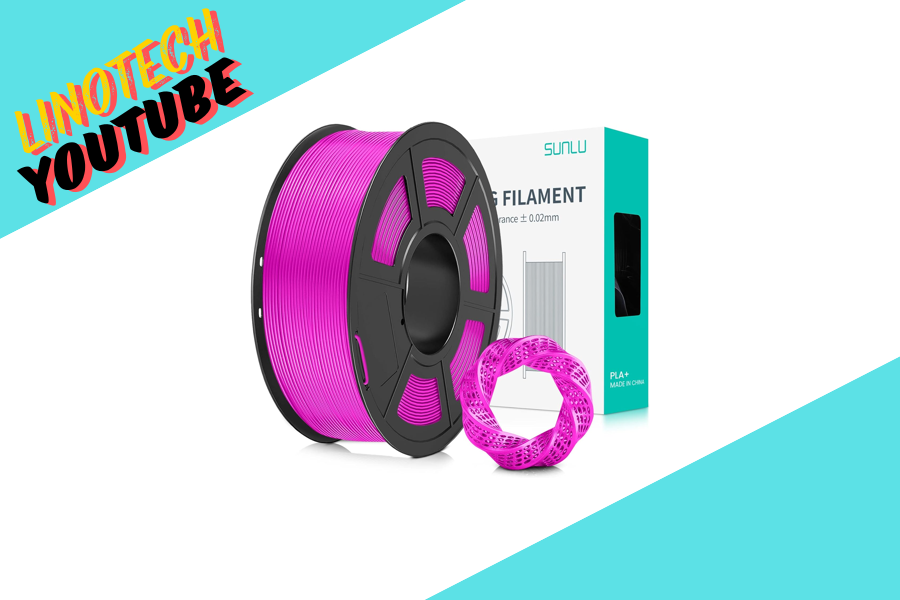 LINOTECH
YOUTUBE
SUNLU
G FILAMENT
rance ± 0.02mm
PLA+
MADE IN CHINA